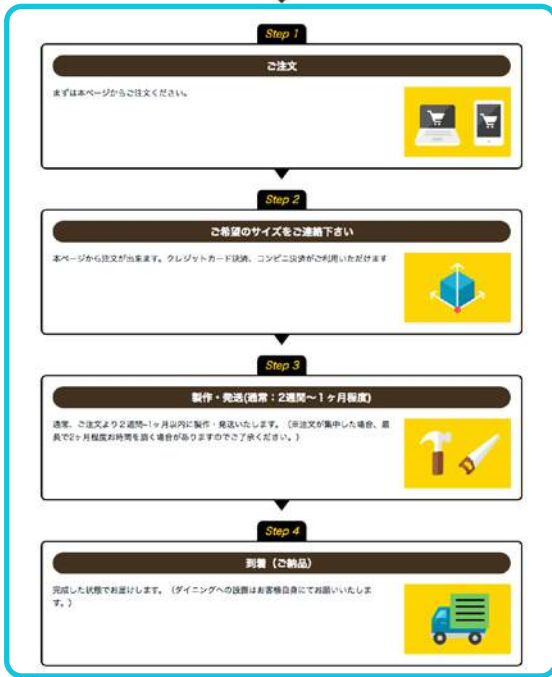 Step 1
ご注文
まずは本ページからご注文ください。
Step 2
ご希望のサイズをご連絡下さい
本ページから注文が出来ます。クレジットカード決済、コンビニ決済がご利用いただけます
Step 3
製作・発送(通常：2週間〜1ヶ月程度)
通常、ご注文より2週間~1ヶ月以内に製作・発送いたします。（※注文が集中した場合、最
長で2ヶ月程度お時間を頂く場合がありますのでご了承ください。）
Step 4
到着（ご納品）
完成した状態でお届けします。（ダイニングへの設置はお客様自身にてお願いいたしま
す。）